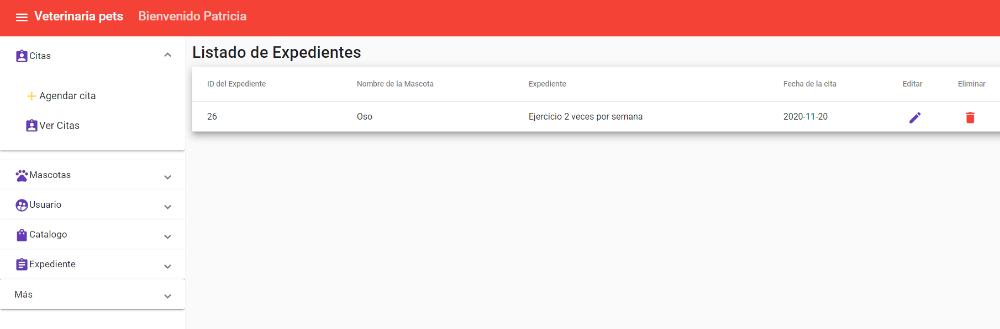 Veterinaria pets Bienvenido Patricia
Citas
Agendar cita
Ver Citas
Mascotas
Usuario
Catalogo
Expediente
Más
Listado de Expedientes
ID del Expediente Nombre de la Mascota Expediente Fecha de la cita Editar Eliminar
26 Oso Ejercicio 2 veces por semana 2020-11-20